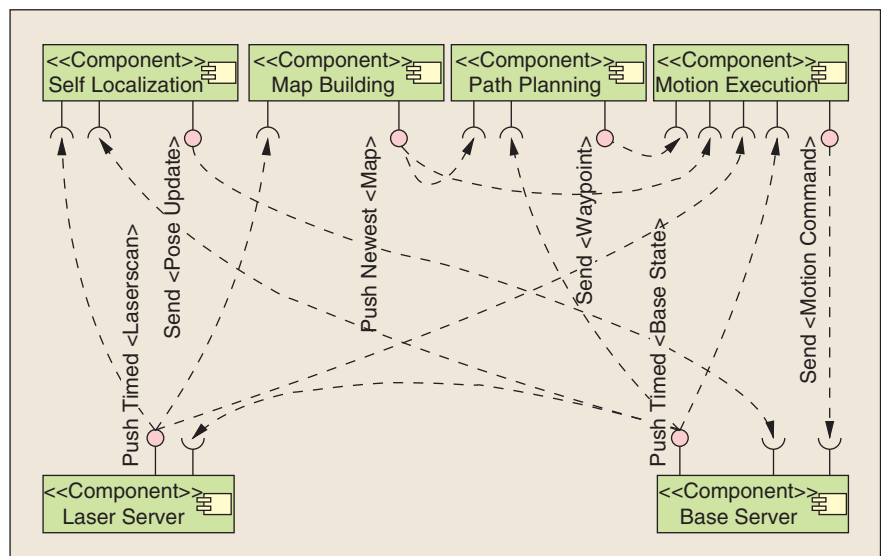 <<Component>>
Self Localization
<<Component>>
Map Building
<<Component>>
Path Planning
<<Component>>
Motion Execution
Push Timed <Laserscan>
Send <Pose Update>
Push Newest <Map>
Send <Waypoint>
Push Timed <Base State>
Send <Motion Command>
<<Component>>
Laser Server
<<Component>>
Base Server